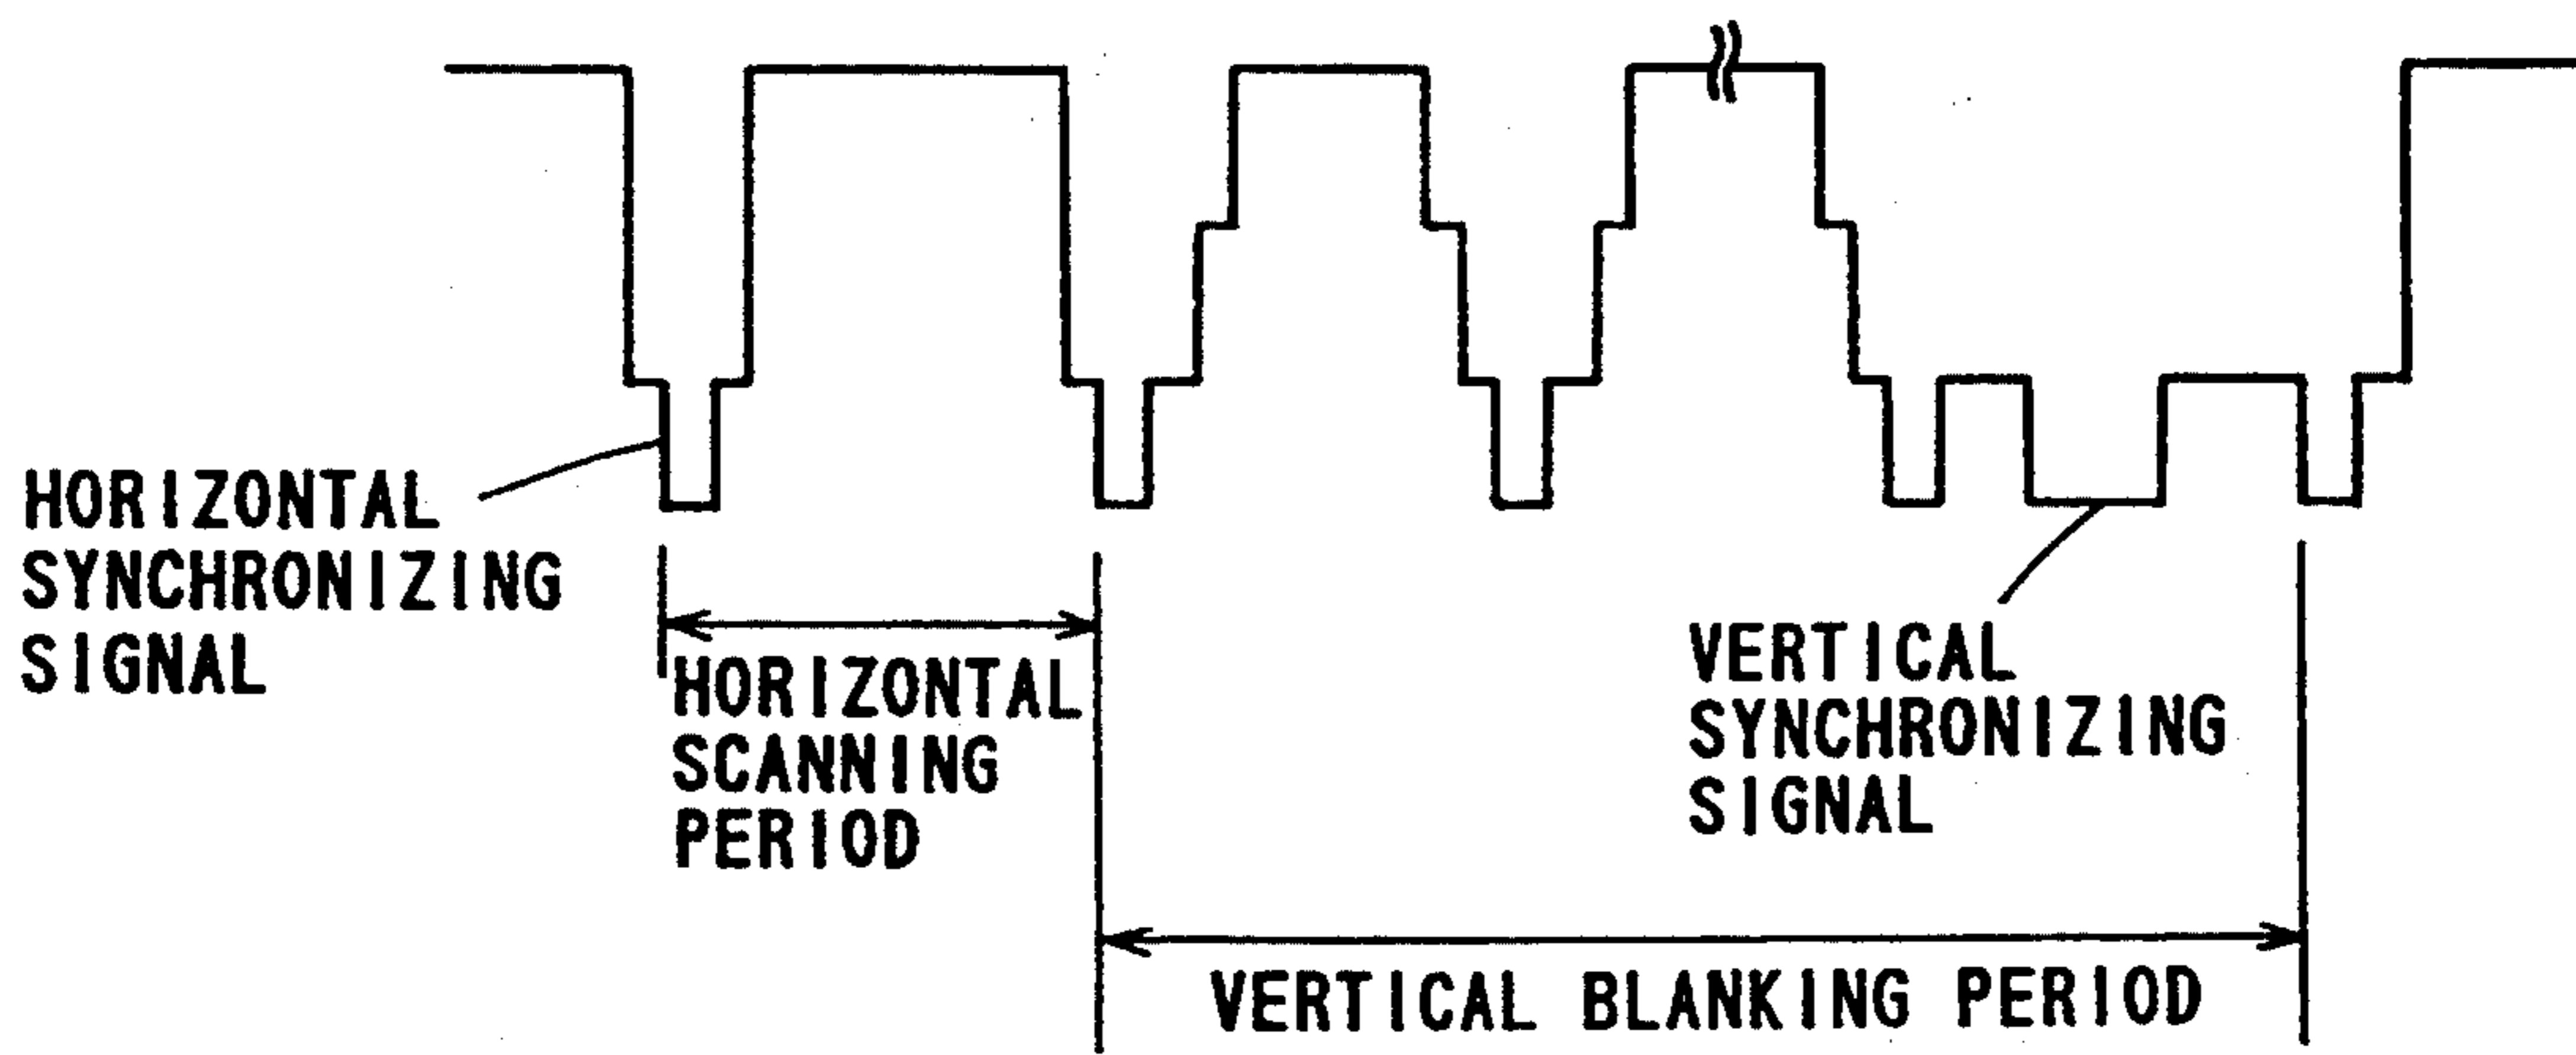 HORIZONTAL
SYNCHRONIZING
SIGNAL
HORIZONTAL
SCANNING
PERIOD
VERTICAL
SYNCHRONIZING
SIGNAL
VERTICAL BLANKING PERIOD